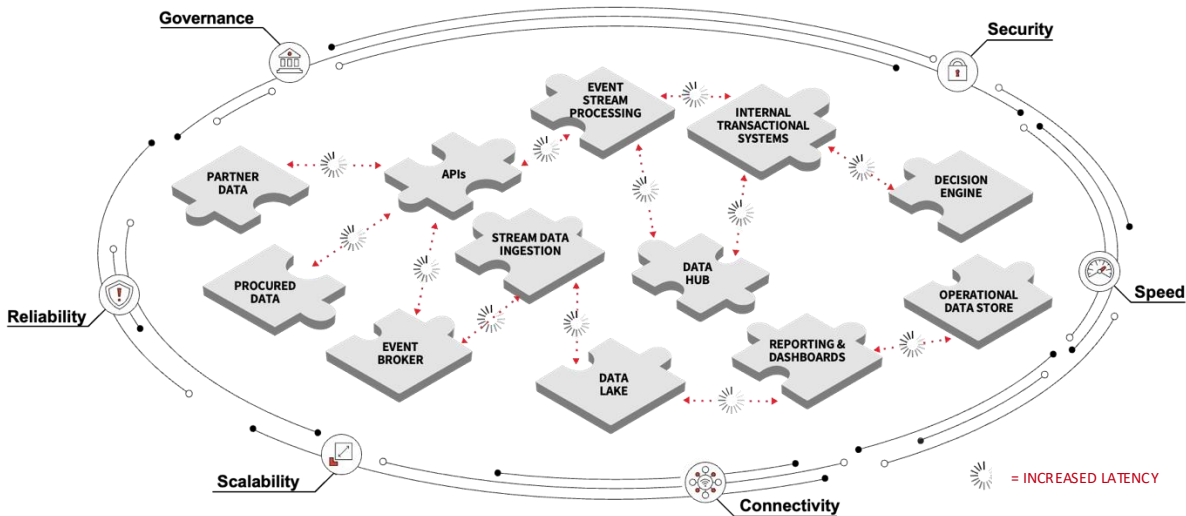 Governance
Security
EVENT
STREAM
PROCESSING
INTERNAL
TRANSACTIONAL
SYSTEMS
PARTNER
DATA
APIs
DECISION
ENGINE
STREAM DATA
INGESTION
PROCURED
DATA
DATA
HUB
OPERATIONAL
DATA STORE
Speed
Reliability
EVENT
BROKER
REPORTING &
DASHBOARDS
DATA
LAKE
Scalability
Connectivity
= INCREASED LATENCY